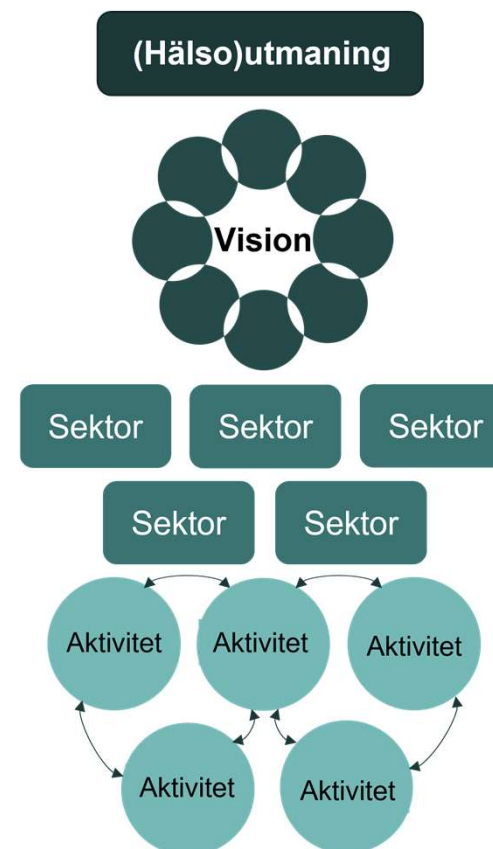 (Hälso)utmaning
Vision
Sektor
Sektor
Sektor
Sektor
Sektor
Aktivitet
Aktivitet
Aktivitet
Aktivitet
Aktivitet